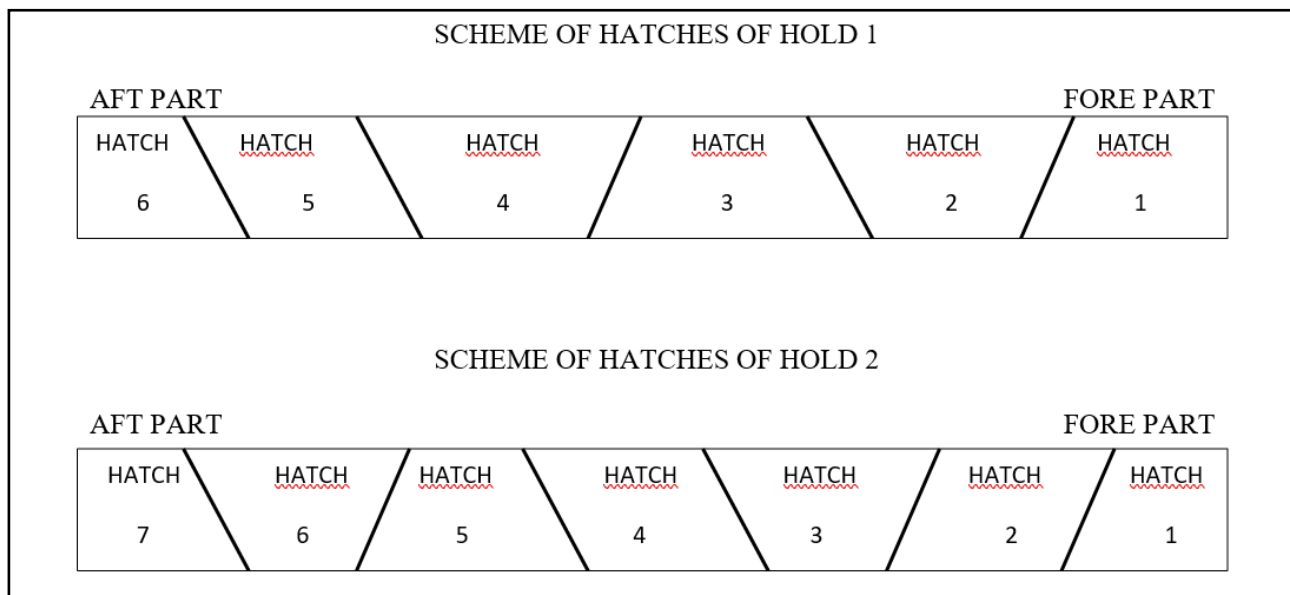 SCHEME OF HATCHES OF HOLD 1
AFT PART FORE PART
HATCH HATCH HATCH HATCH HATCH HATCH
6 5 4 3 2 1
SCHEME OF HATCHES OF HOLD 2
AFT PART FORE PART
HATCH HATCH HATCH HATCH HATCH HATCH HATCH
7 6 5 4 3 2 1